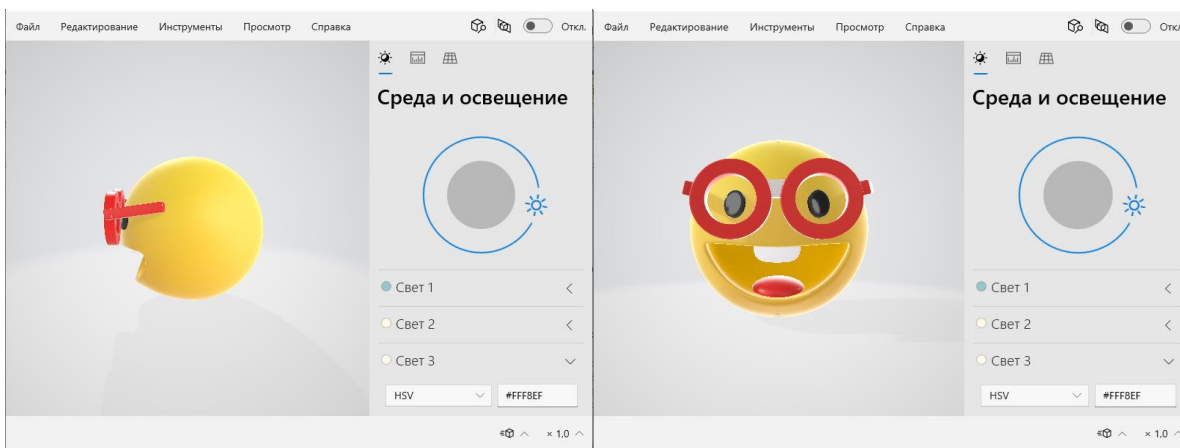 Файл Редактирование Инструменты Просмотр Справка Откл.
Среда и освещение
Свет 1
Свет 2
Свет 3
HSV #FFF8EF
× 1,0
Файл Редактирование Инструменты Просмотр Справка Откл
Среда и освещение
Свет 1
Свет 2
Свет 3
HSV #FFF8EF
× 1,0